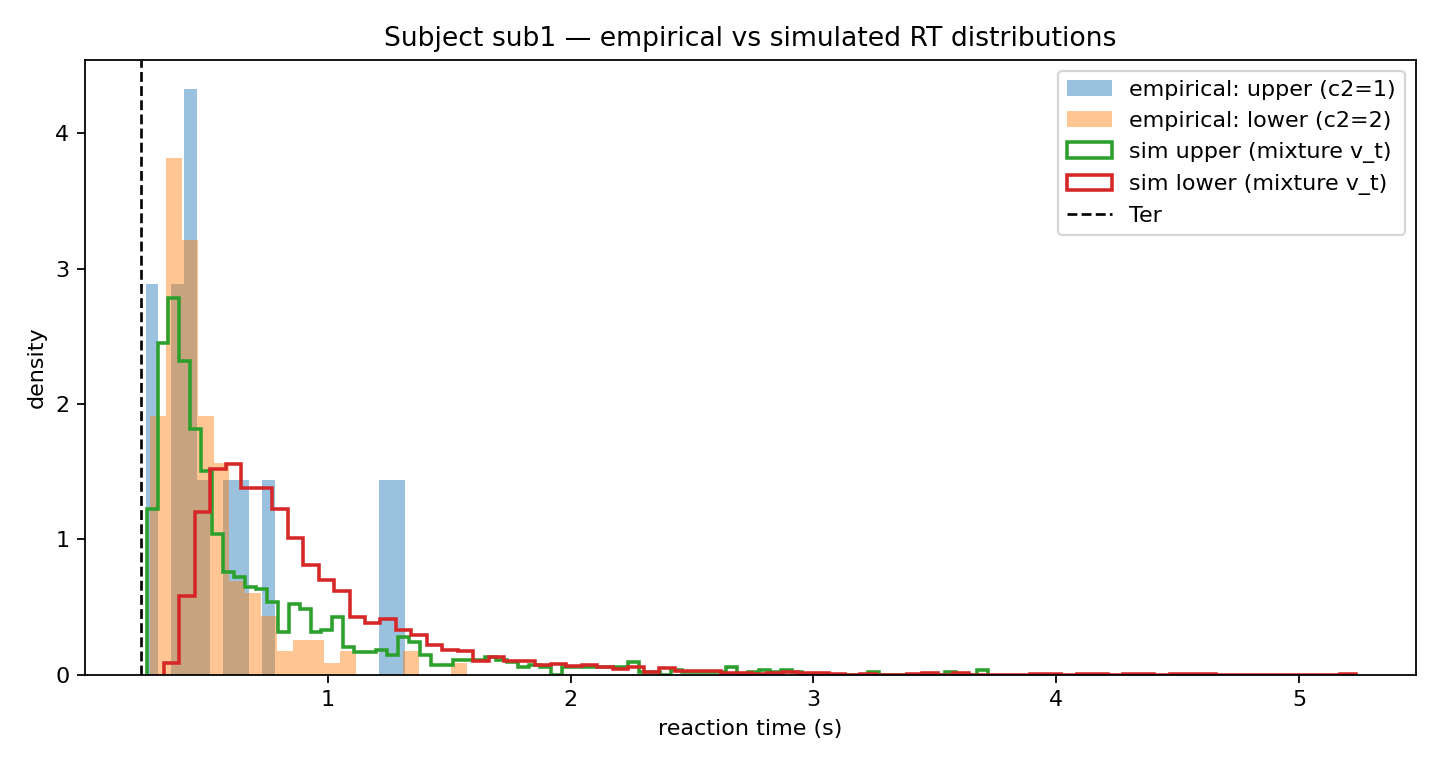 Subject sub1 — empirical vs simulated RT distributions
empirical: upper (c2=1)
empirical: lower (c2=2)
sim upper (mixture v_t)
sim lower (mixture v_t)
Ter
density
4
3
2
1
0
1 2 3 4 5
reaction time (s)